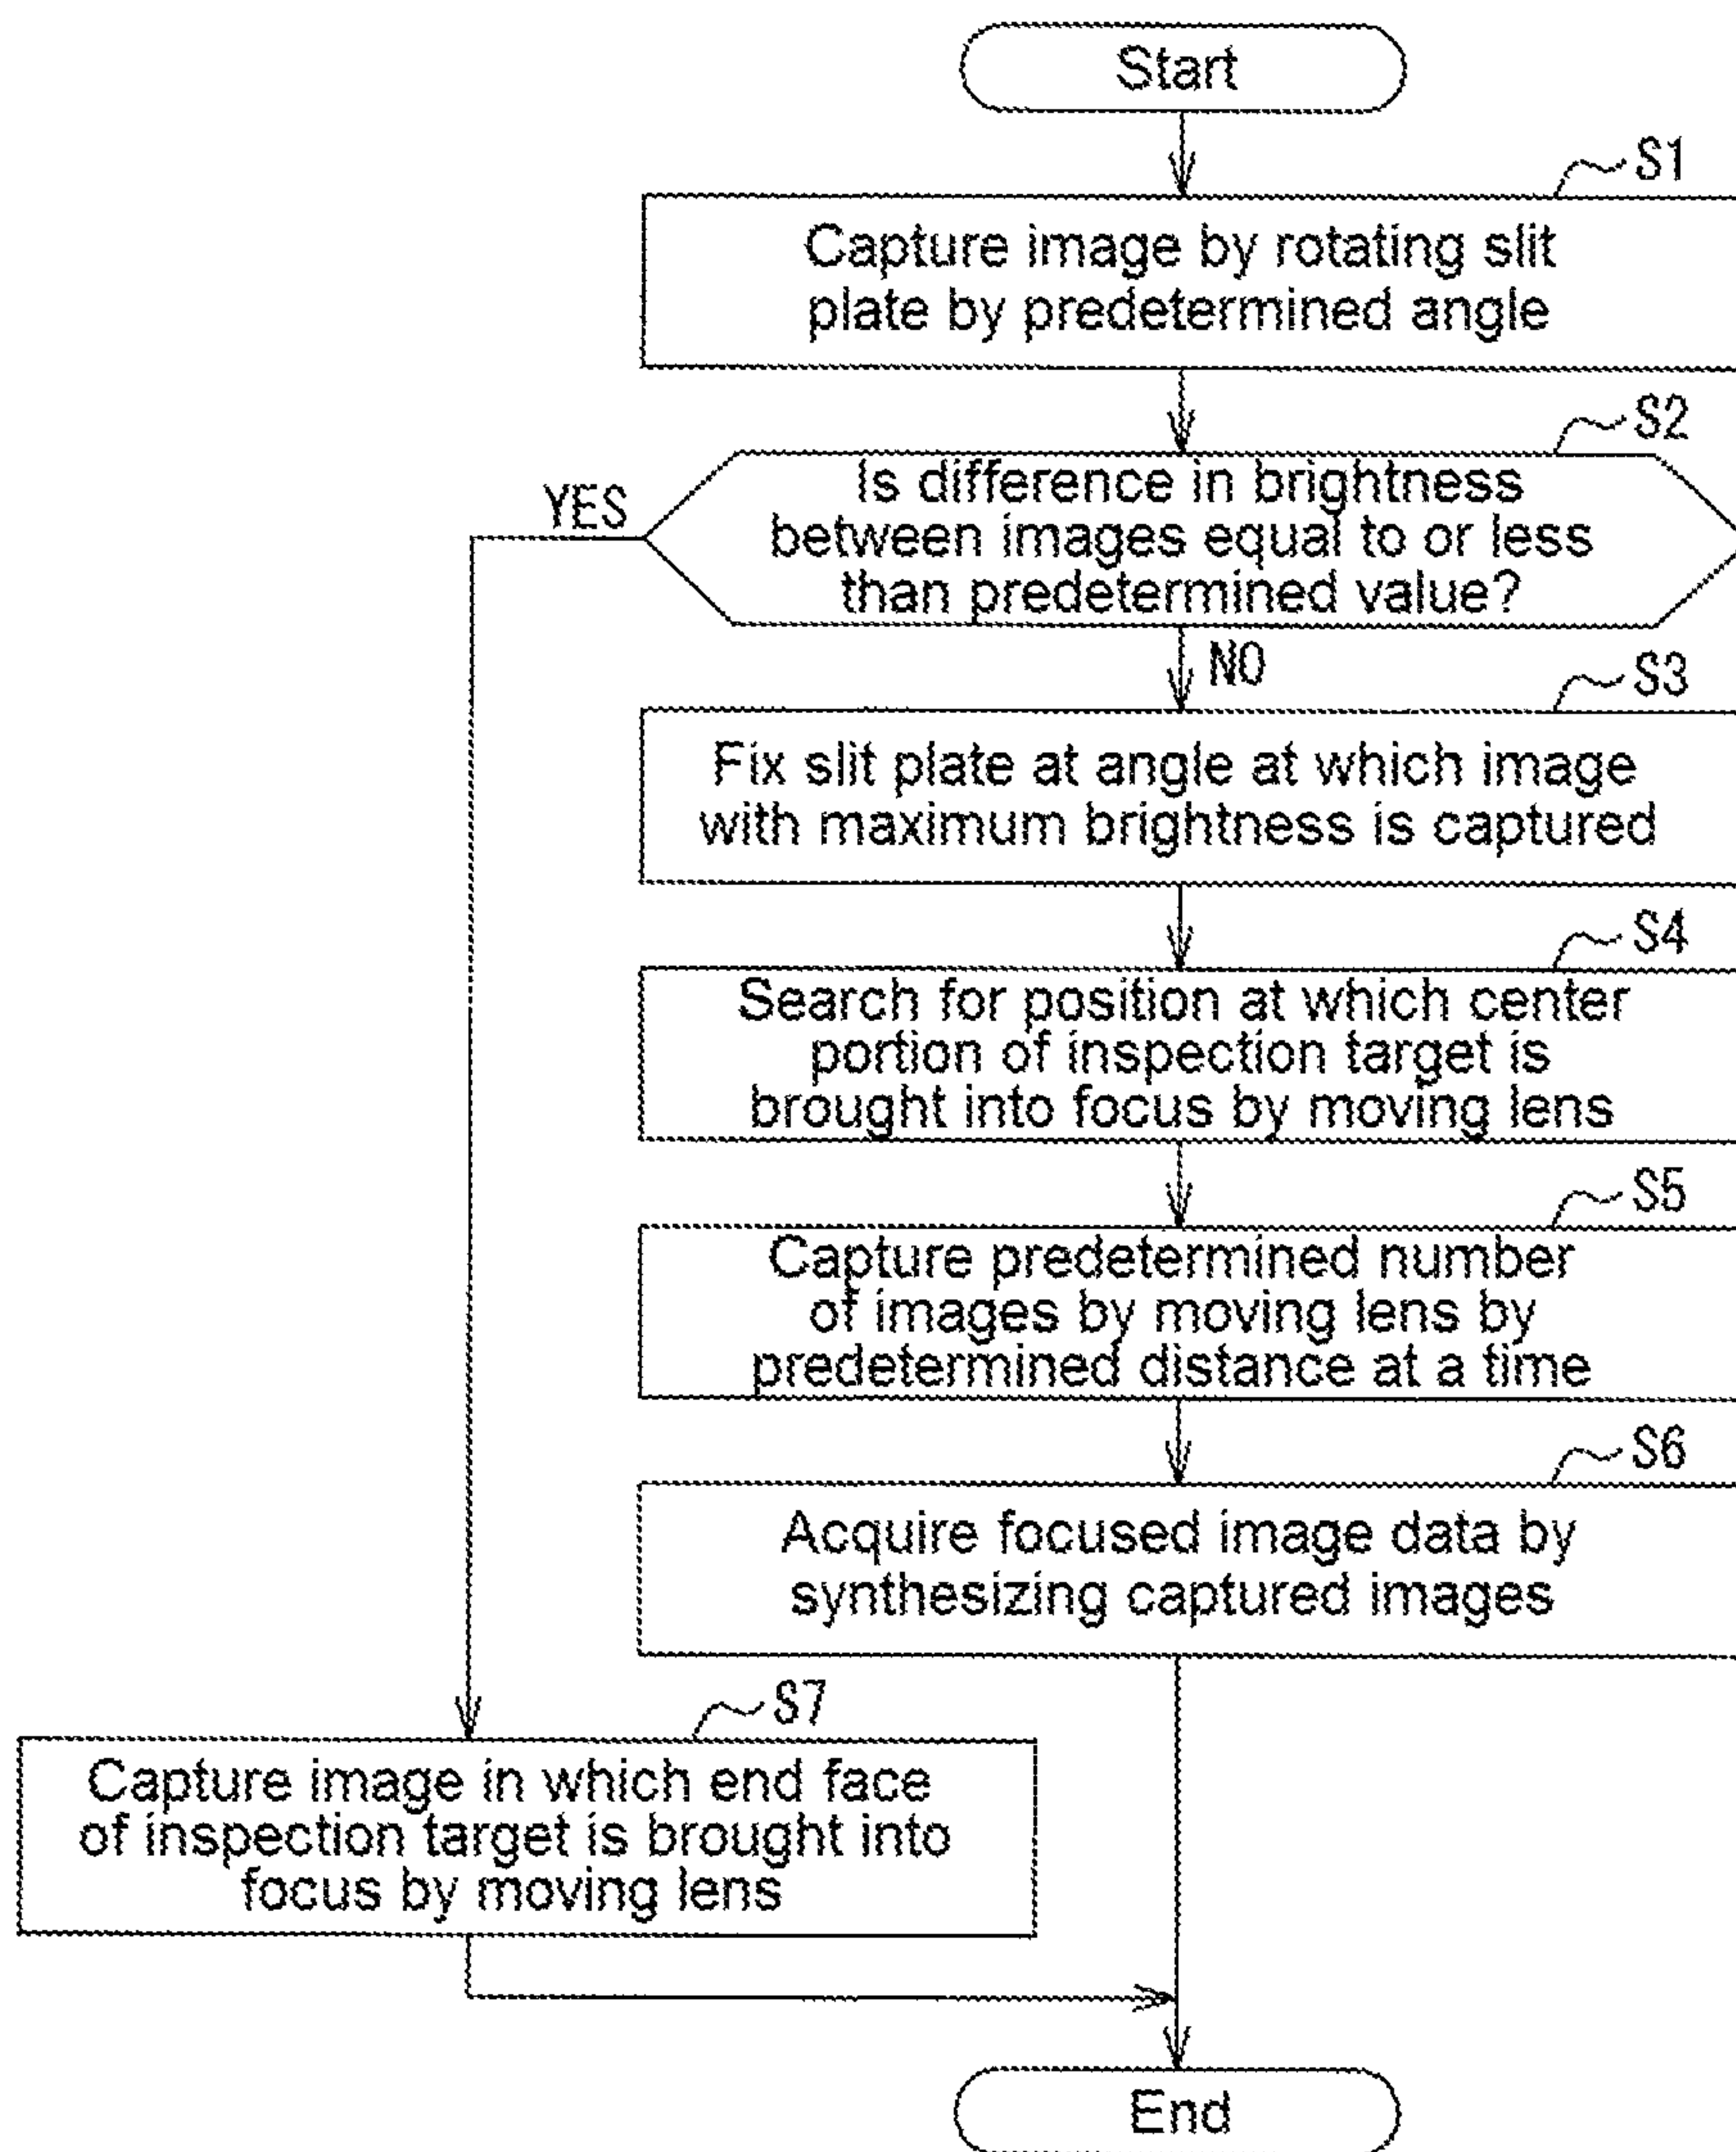 Start
S1
Capture image by rotating slit
plate by predetermined angle
S2
Is difference in brightness
between images equal to or less
than predetermined value?
YES
NO
S3
Fix slit plate at angle at which image
with maximum brightness is captured
S4
Search for position at which center
portion of inspection target is
brought into focus by moving lens
S5
Capture predetermined number
of images by moving lens by
predetermined distance at a time
S6
Acquire focused image data by
synthesizing captured images
S7
Capture image in which end face
of inspection target is brought into
focus by moving lens
End